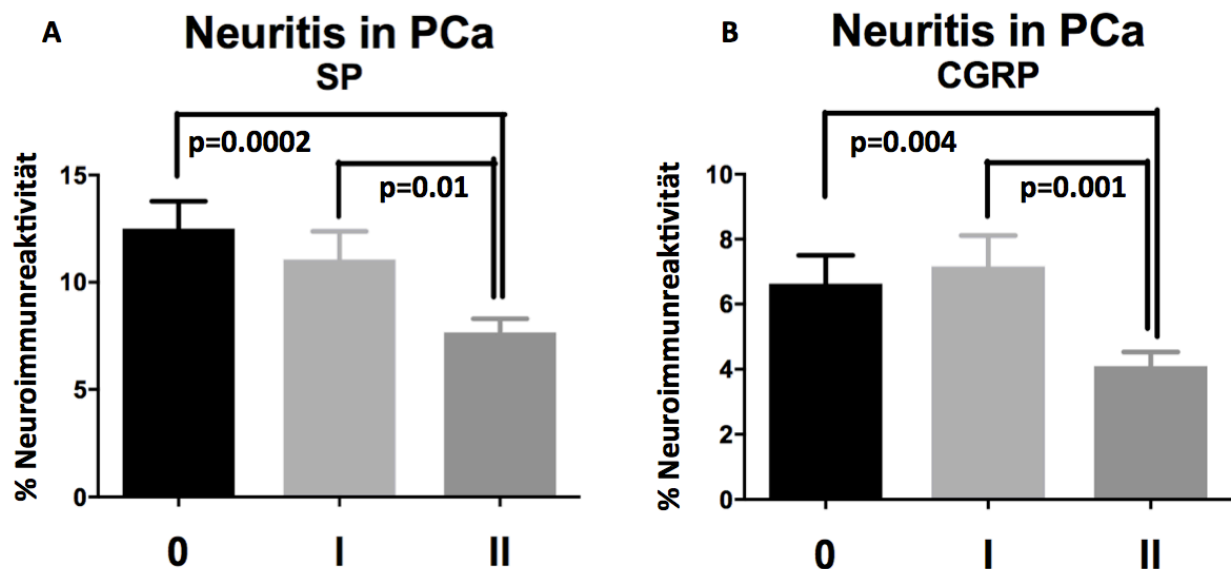 A
Neuritis in PCa
SP
p=0.0002
p=0.01
% Neuroimmunreaktivität
15
10
5
0
0 I II
B
Neuritis in PCa
CGRP
p=0.004
p=0.001
% Neuroimmunreaktivität
10
8
6
4
2
0
0 I II